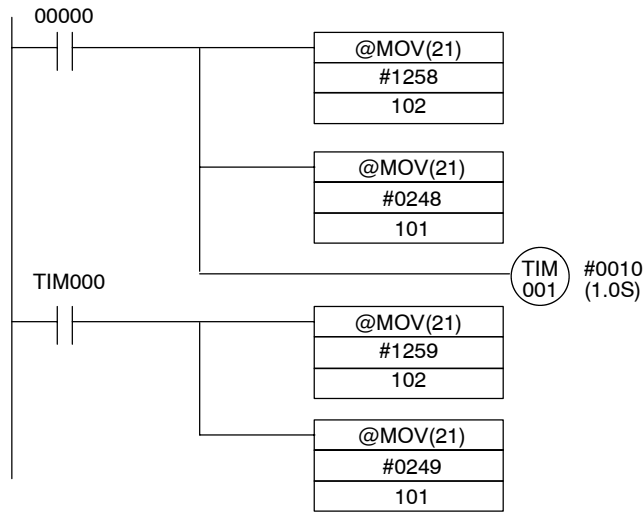 00000
@MOV(21)
#1258
102
@MOV(21)
#0248
101
TIM
001
#0010
(1.0S)
TIM000
@MOV(21)
#1259
102
@MOV(21)
#0249
101